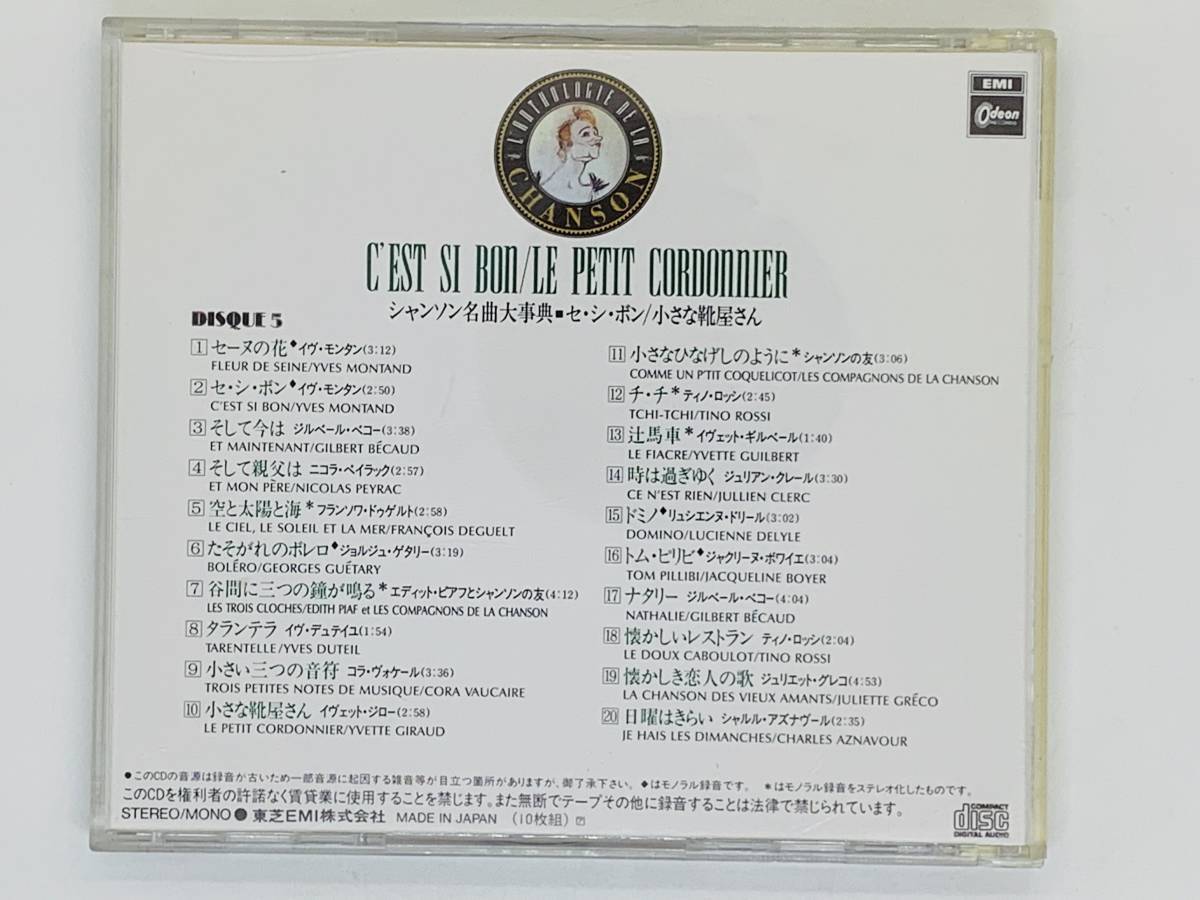 L'ANTHOLOGIE DE LA
CHANSON
EMI
Odeon
C'EST SI BON/LE PETIT CORDONNIER
シャンソン名曲大事典■セ・シ・ボン/小さな靴屋さん
DISQUE 5
1 セーヌの花◆イヴ・モンタン(3:12)
FLEUR DE SEINE/YVES MONTAND
2 セ・シ・ボン◆イヴ・モンタン(2:50)
C'EST SI BON/YVES MONTAND
3 そして今は ジルベール・ベコー(3:38)
ET MAINTENANT/GILBERT BÉCAUD
4 そして親父は ニコラ・ペイラック(2:57)
ET MON PÈRE/NICOLAS PEYRAC
5 空と太陽と海*フランソワ・ドゥゲルト(2:58)
LE CIEL, LE SOLEIL ET LA MER/FRANÇOIS DEGUELT
6 たそがれのボレロ◆ジョルジュ・ゲタリー(3:19)
BOLÉRO/GEORGES GUÉTARY
7 谷間に三つの鐘が鳴る*エディット・ピアフとシャンソンの友(4:12)
LES TROIS CLOCHES/EDITH PIAF et LES COMPAGNONS DE LA CHANSON
8 タランテラ イヴ・デュテイユ(1:54)
TARENTELLE/YVES DUTEIL
9 小さい三つの音符 コラ・ヴォケール(3:36)
TROIS PETITES NOTES DE MUSIQUE/CORA VAUCAIRE
10 小さな靴屋さん イヴェット・ジロー(2:58)
LE PETIT CORDONNIER/YVETTE GIRAUD
11 小さなひなげしのように*シャンソンの友(3:06)
COMME UN P'TIT COQUELICOT/LES COMPAGNONS DE LA CHANSON
12 チ・チ*ティノ・ロッシ(2:45)
TCHI-TCHI/TINO ROSSI
13 辻馬車*イヴェット・ギルベール(1:40)
LE FIACRE/YVETTE GUILBERT
14 時は過ぎゆく ジュリアン・クレール(3:30)
CE N'EST RIEN/JULLIEN CLERC
15 ドミノ◆リュシエンヌ・ドリール(3:02)
DOMINO/LUCIENNE DELYLE
16 トム・ピリビ◆ジャクリーヌ・ボワイエ(3:04)
TOM PILLIBI/JACQUELINE BOYER
17 ナタリー ジルベール・ベコー(4:04)
NATHALIE/GILBERT BÉCAUD
18 懐かしいレストラン ティノ・ロッシ(2:04)
LE DOUX CABOULOT/TINO ROSSI
19 懐かしき恋人の歌 ジュリエット・グレコ(4:53)
LA CHANSON DES VIEUX AMANTS/JULIETTE GRÉCO
20 日曜はきらい シャルル・アズナヴール(2:35)
JE HAIS LES DIMANCHES/CHARLES AZNAVOUR
●このCDの音源は録音が古いため一部音源に起因する雑音等が目立つ箇所がありますが、御了承下さい。◆はモノラル録音です。*はモノラル録音をステレオ化したものです。
このCDを権利者の許諾なく賃貸業に使用することを禁じます。また無断でテープその他に録音することは法律で禁じられています。
STEREO/MONO ● 東芝EMI株式会社 MADE IN JAPAN (10枚組)
COMPACT
disc
DIGITAL AUDIO